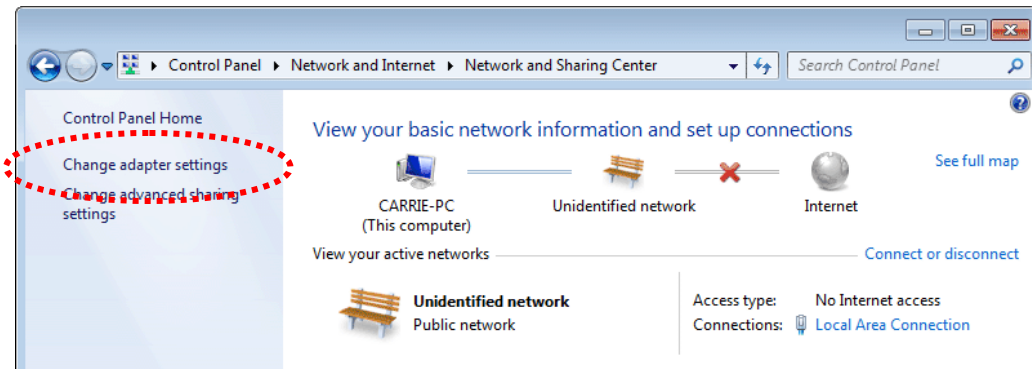 Control Panel Network and Internet Network and Sharing Center
Search Control Panel
Control Panel Home
Change adapter settings
Change advanced sharing
settings
View your basic network information and set up connections
See full map
CARRIE-PC
(This computer)
Unidentified network
Internet
View your active networks
Connect or disconnect
Unidentified network
Public network
Access type: No Internet access
Connections: Local Area Connection